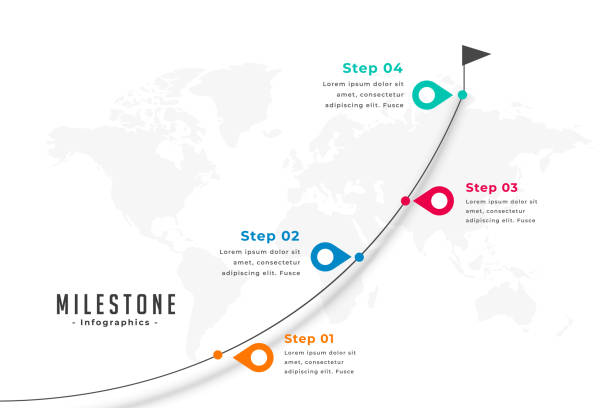 Step 04
Lorem ipsum dolor sit
amet, consectetur
adipiscing elit. Fusce
Step 03
Lorem ipsum dolor sit
amet, consectetur
adipiscing elit. Fusce
Step 02
Lorem ipsum dolor sit
amet, consectetur
adipiscing elit. Fusce
MILESTONE
- Infographics -
Step 01
Lorem ipsum dolor sit
amet, consectetur
adipiscing elit. Fusce